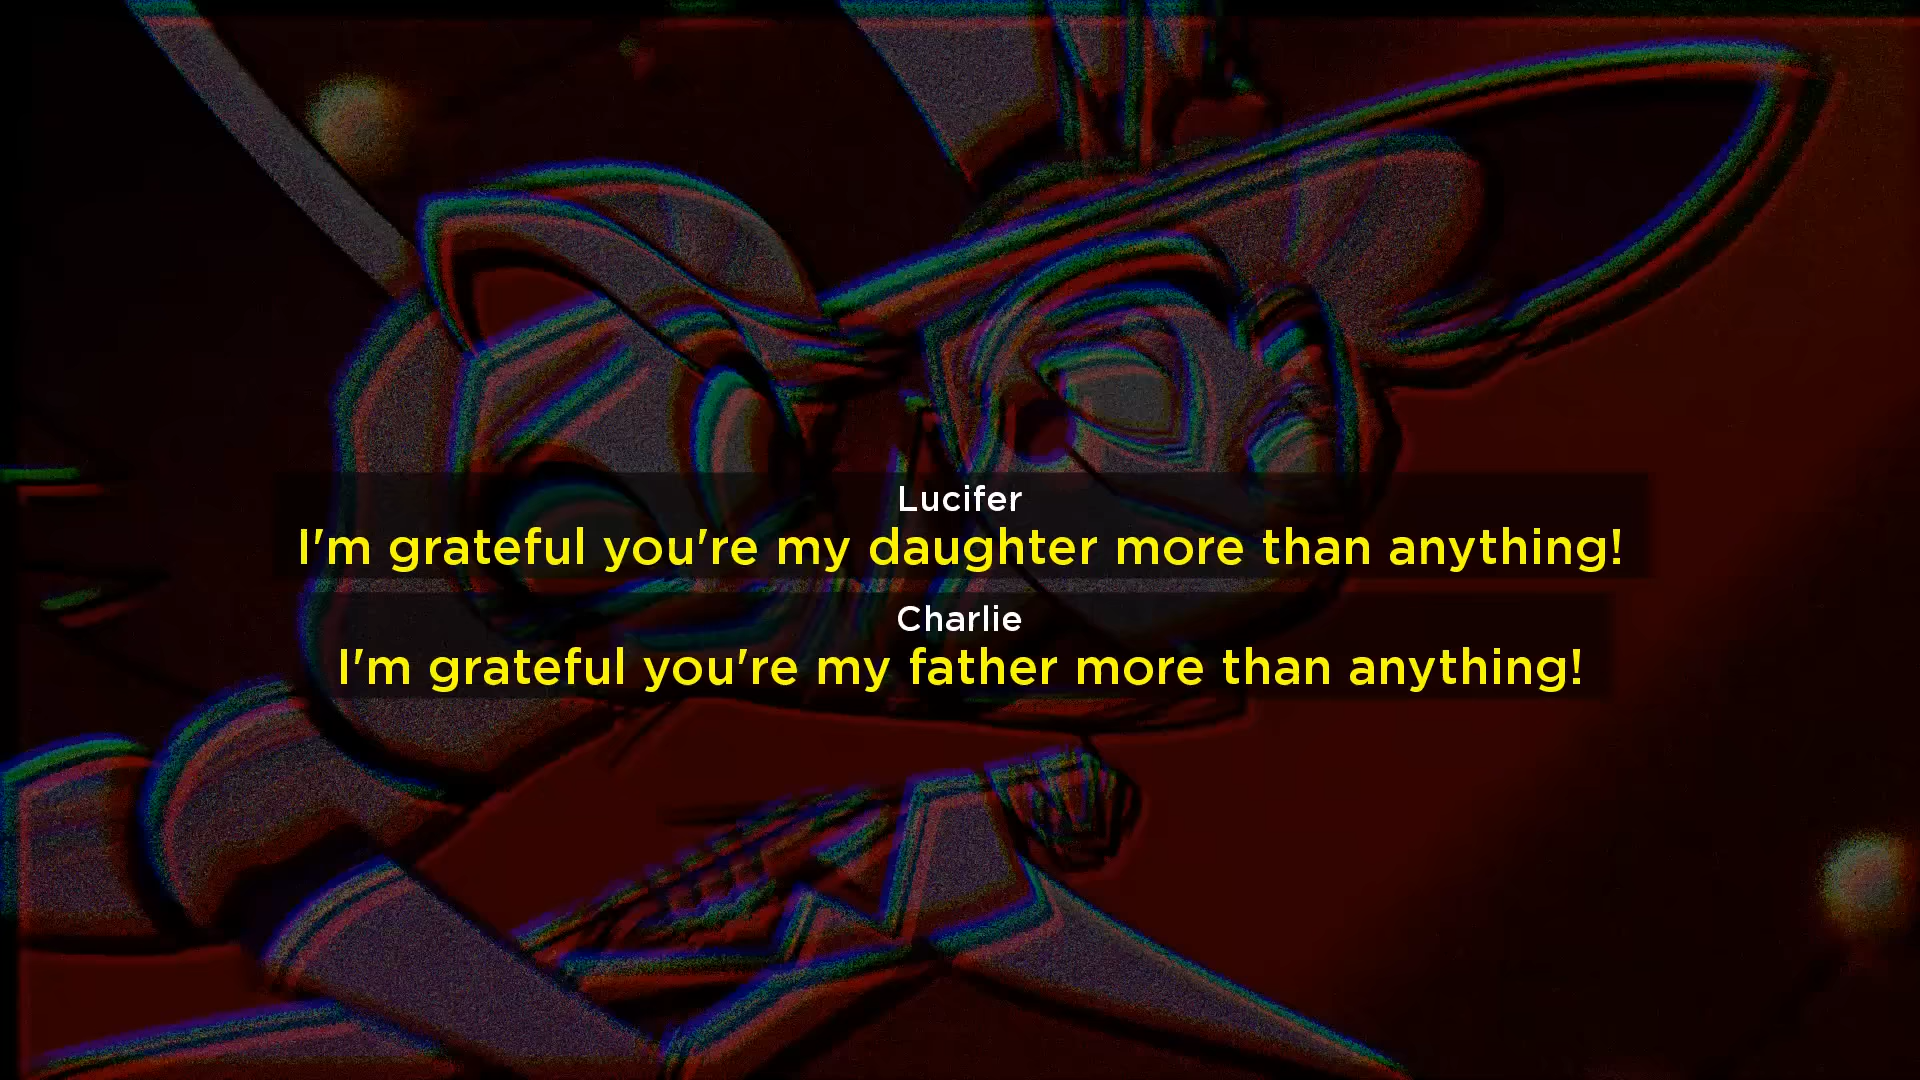 Lucifer
I'm grateful you're my daughter more than anything!
Charlie
I'm grateful you're my father more than anything!